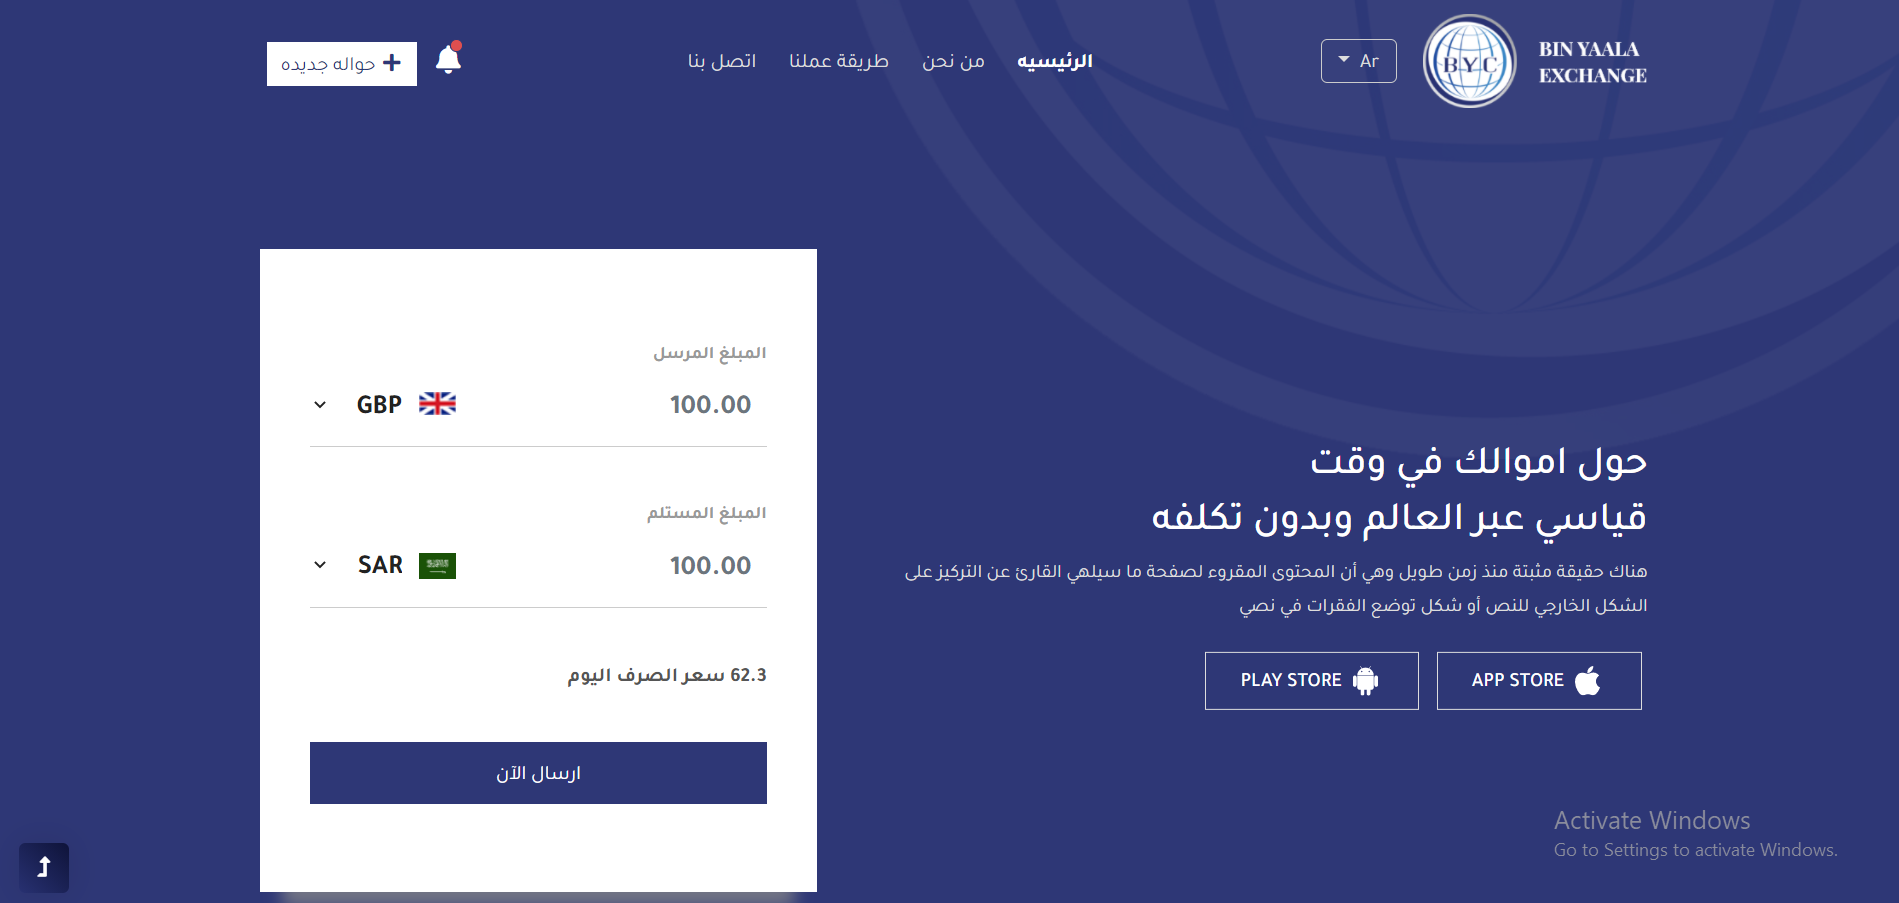 BIN YAALA
EXCHANGE
BYC
Ar
الرئيسيه
من نحن
طريقة عملنا
اتصل بنا
حواله جديده
حول اموالك في وقت
قياسي عبر العالم وبدون تكلفه
هناك حقيقة مثبتة منذ زمن طويل وهي أن المحتوى المقروء لصفحة ما سيلهي القارئ عن التركيز على
الشكل الخارجي للنص أو شكل توضع الفقرات في نصي
APP STORE
PLAY STORE
المبلغ المرسل
100.00
GBP
المبلغ المستلم
100.00
SAR
62.3 سعر الصرف اليوم
ارسال الآن
Activate Windows
Go to Settings to activate Windows.